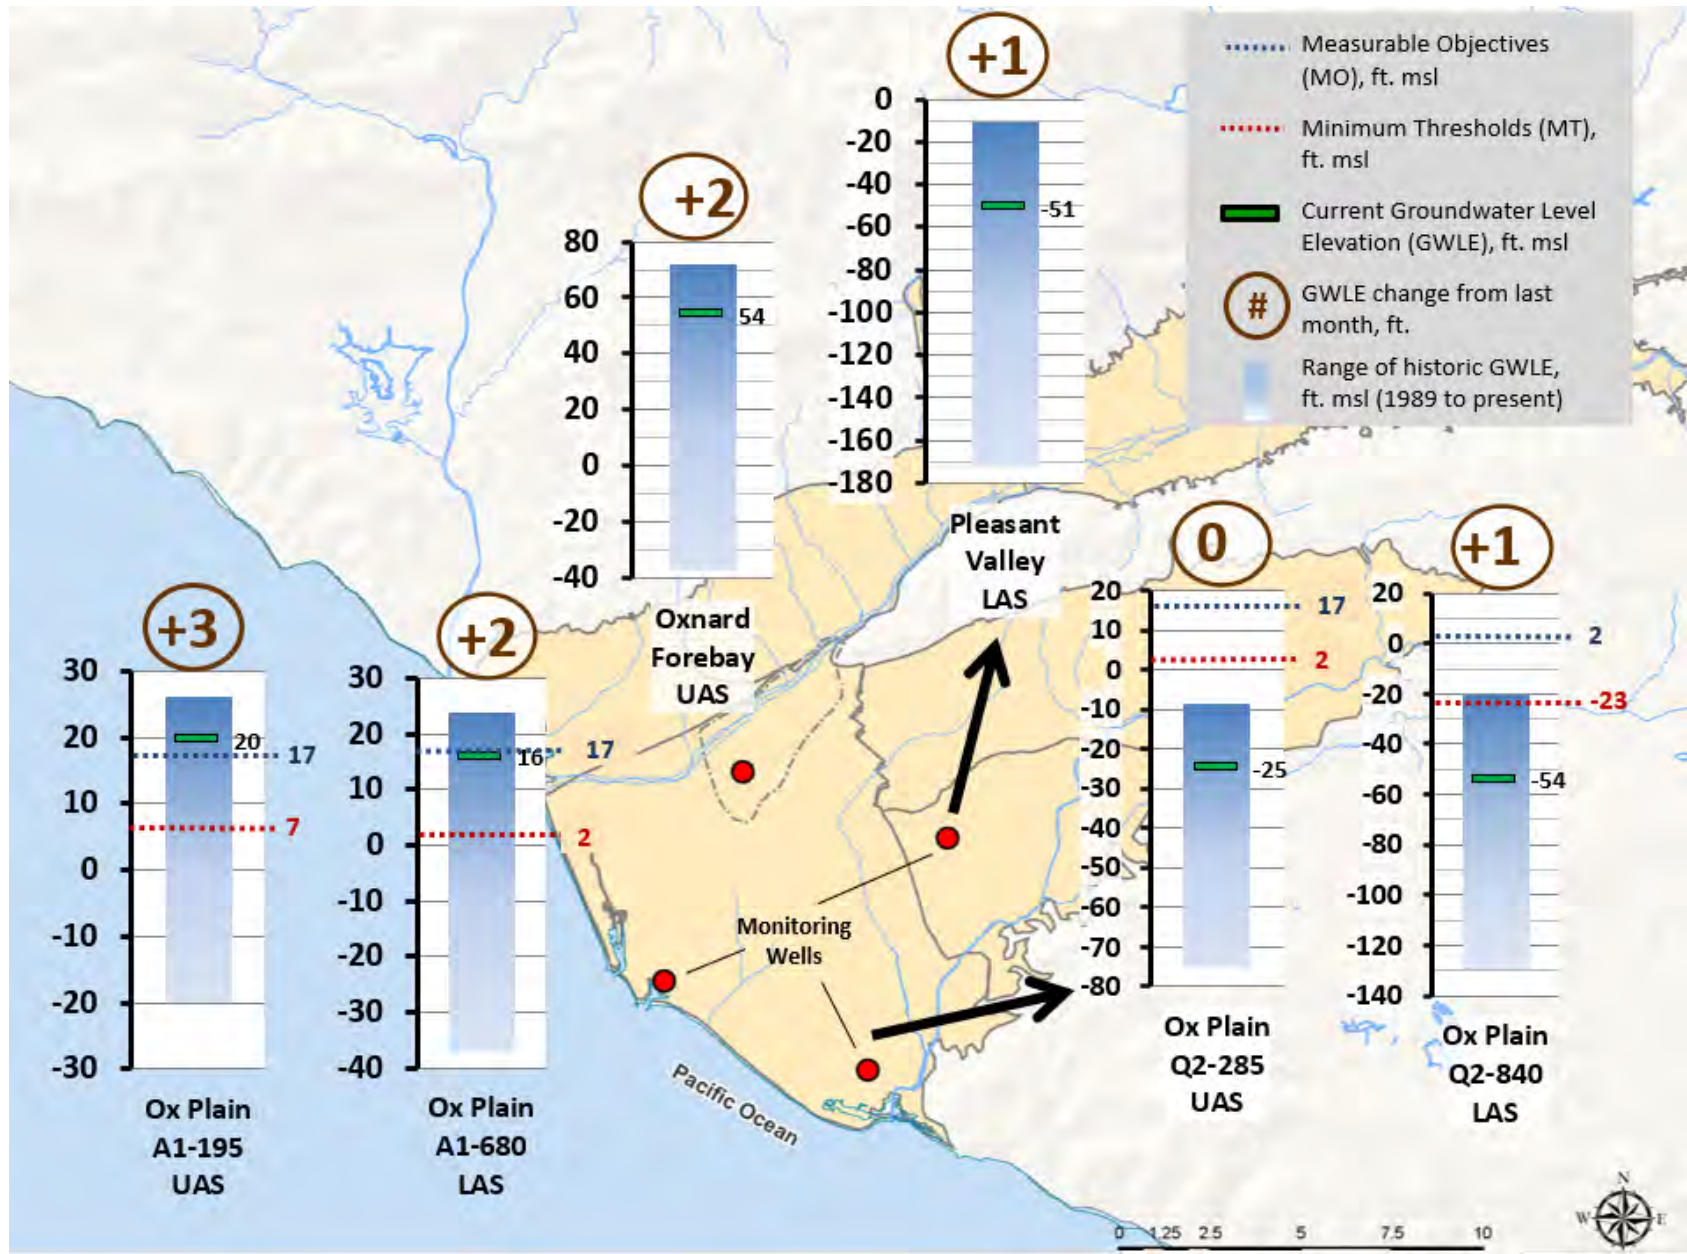 Measurable Objectives
(MO), ft. msl
Minimum Thresholds (MT),
ft. msl
Current Groundwater Level
Elevation (GWLE), ft. msl
#
GWLE change from last
month, ft.
Range of historic GWLE,
ft. msl (1989 to present)
+1
0
-20
-40
-60
-80
-100
-120
-140
-160
-180
-51
Pleasant
Valley
LAS
+2
80
60
40
20
0
-20
-40
54
Oxnard
Forebay
UAS
+3
30
20
10
0
-10
-20
-30
20
17
7
Ox Plain
A1-195
UAS
+2
30
20
10
0
-10
-20
-30
-40
16
17
2
Ox Plain
A1-680
LAS
0
20
10
0
-10
-20
-30
-40
-50
-60
-70
-80
17
2
-25
Ox Plain
Q2-285
UAS
+1
20
0
-20
-40
-60
-80
-100
-120
-140
2
-23
-54
Ox Plain
Q2-840
LAS
Monitoring
Wells
Pacific Ocean
N
W
E
0 1.25 2.5 5 7.5 10